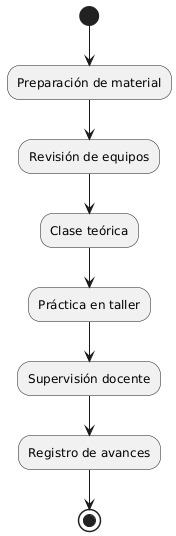 Preparación de material
Revisión de equipos
Clase teórica
Práctica en taller
Supervisión docente
Registro de avances